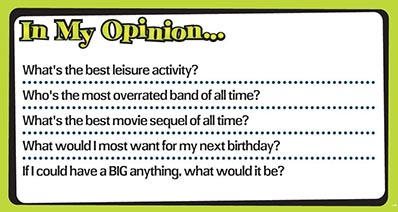 In My Opinion...
What's the best leisure activity?
Who's the most overrated band of all time?
What's the best movie sequel of all time?
What would I most want for my next birthday?
If I could have a BIG anything, what would it be?